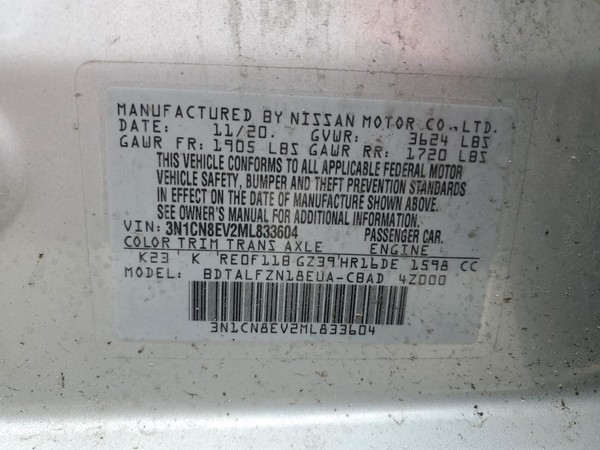 MANUFACTURED BY NISSAN MOTOR CO.,LTD.
DATE: 11/20. GVWR: 3624 LBS
GAWR FR: 1905 LBS GAWR RR: 1720 LBS
THIS VEHICLE CONFORMS TO ALL APPLICABLE FEDERAL MOTOR
VEHICLE SAFETY, BUMPER AND THEFT PREVENTION STANDARDS
IN EFFECT ON THE DATE OF MANUFACTURE SHOWN ABOVE.
SEE OWNER'S MANUAL FOR ADDITIONAL INFORMATION.
VIN: 3N1CN8EV2ML833604 PASSENGER CAR.
COLOR TRIM TRANS AXLE ENGINE
K23 K RE0F11B GZ39 HR16DE 1598 CC
MODEL: BDTALFZN18EUA-CBAD 4Z000
3N1CN8EV2ML833604